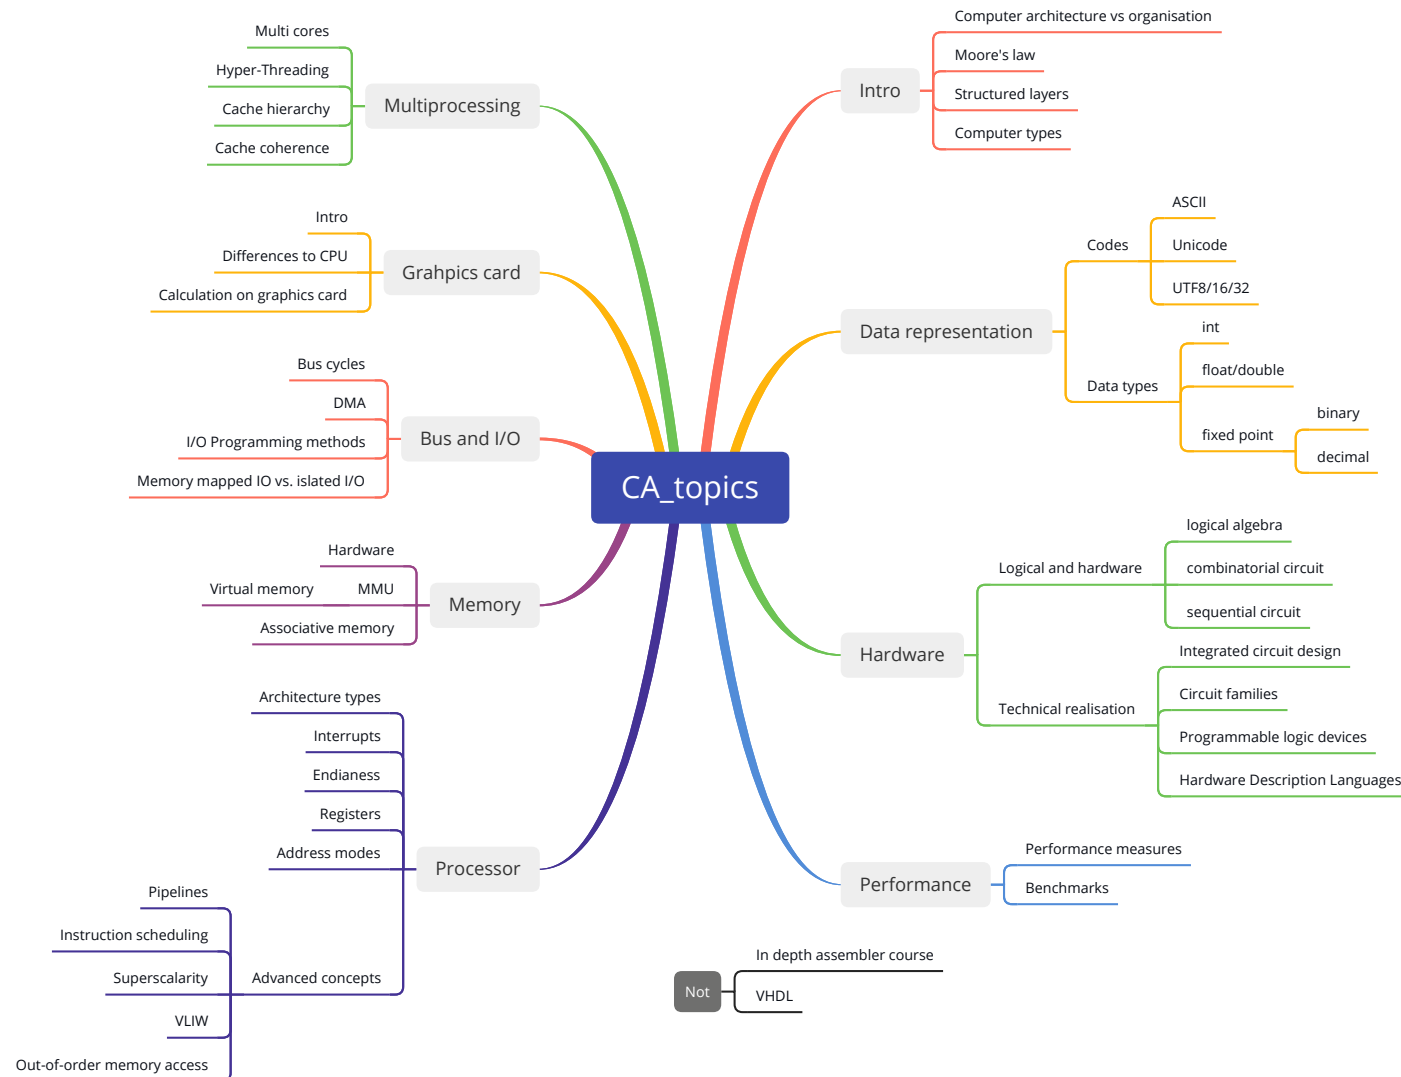 CA_topics
Intro
Computer architecture vs organisation
Moore's law
Structured layers
Computer types
Data representation
Codes
ASCII
Unicode
UTF8/16/32
Data types
int
float/double
fixed point
binary
decimal
Hardware
Logical and hardware
logical algebra
combinatorial circuit
sequential circuit
Technical realisation
Integrated circuit design
Circuit families
Programmable logic devices
Hardware Description Languages
Performance
Performance measures
Benchmarks
Multiprocessing
Multi cores
Hyper-Threading
Cache hierarchy
Cache coherence
Grahpics card
Intro
Differences to CPU
Calculation on graphics card
Bus and I/O
Bus cycles
DMA
I/O Programming methods
Memory mapped IO vs. islated I/O
Memory
Hardware
MMU
Virtual memory
Associative memory
Processor
Architecture types
Interrupts
Endianess
Registers
Address modes
Advanced concepts
Pipelines
Instruction scheduling
Superscalarity
VLIW
Out-of-order memory access
Not
In depth assembler course
VHDL